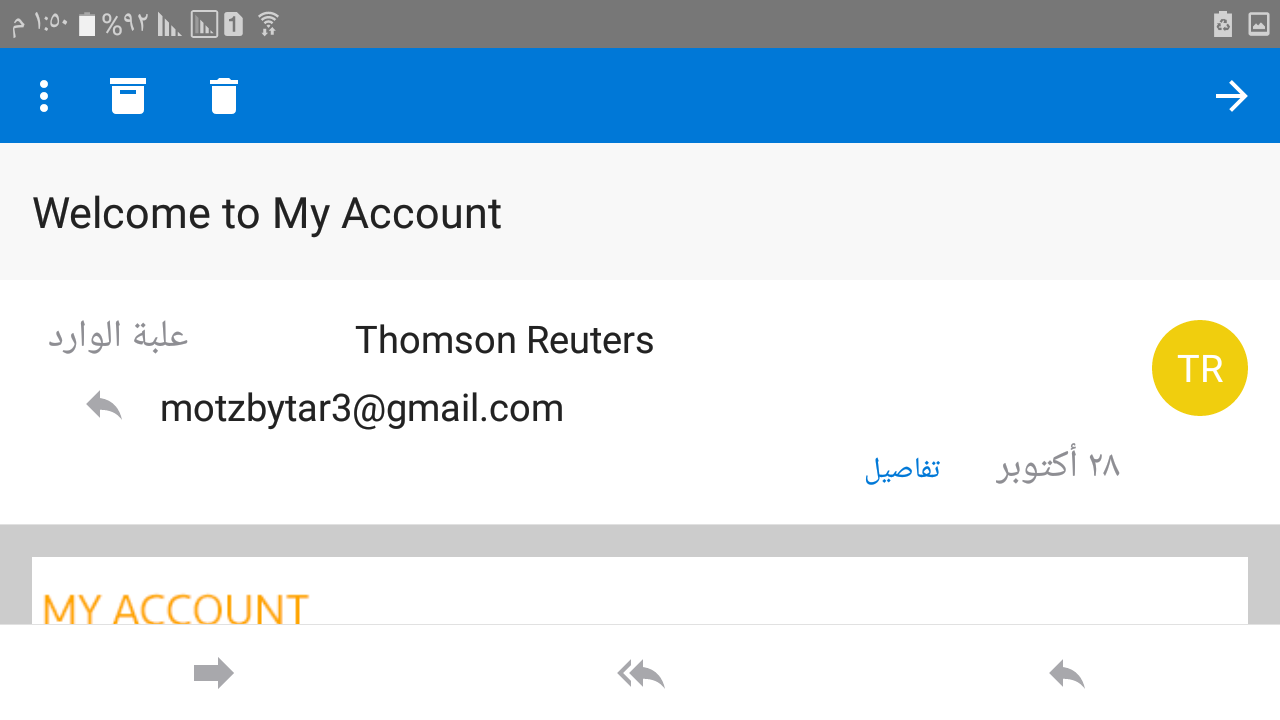 ١:٥٠ م ٩٢% 1
Welcome to My Account
Thomson Reuters
علبة الوارد
TR
motzbytar3@gmail.com
٢٨ أكتوبر
تفاصيل
MY ACCOUNT